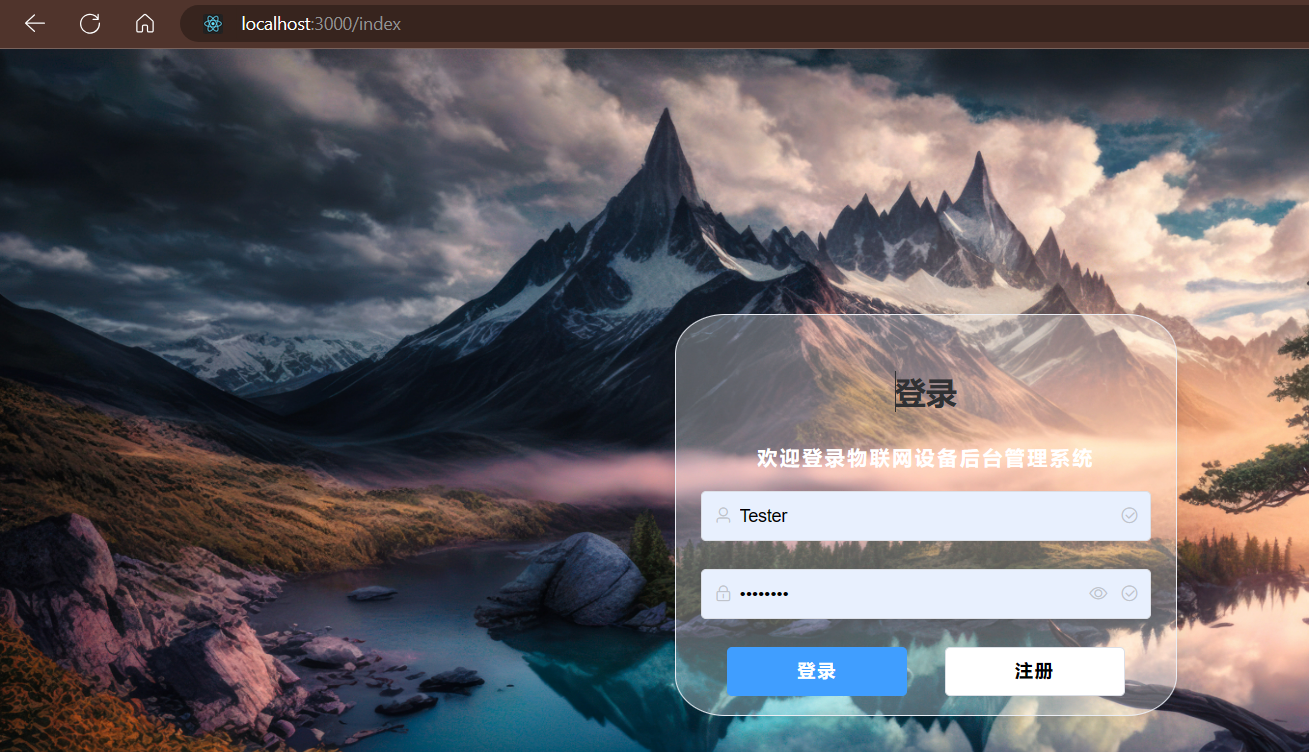 localhost:3000/index
登录
欢迎登录物联网设备后台管理系统
Tester
••••••••
登录
注册